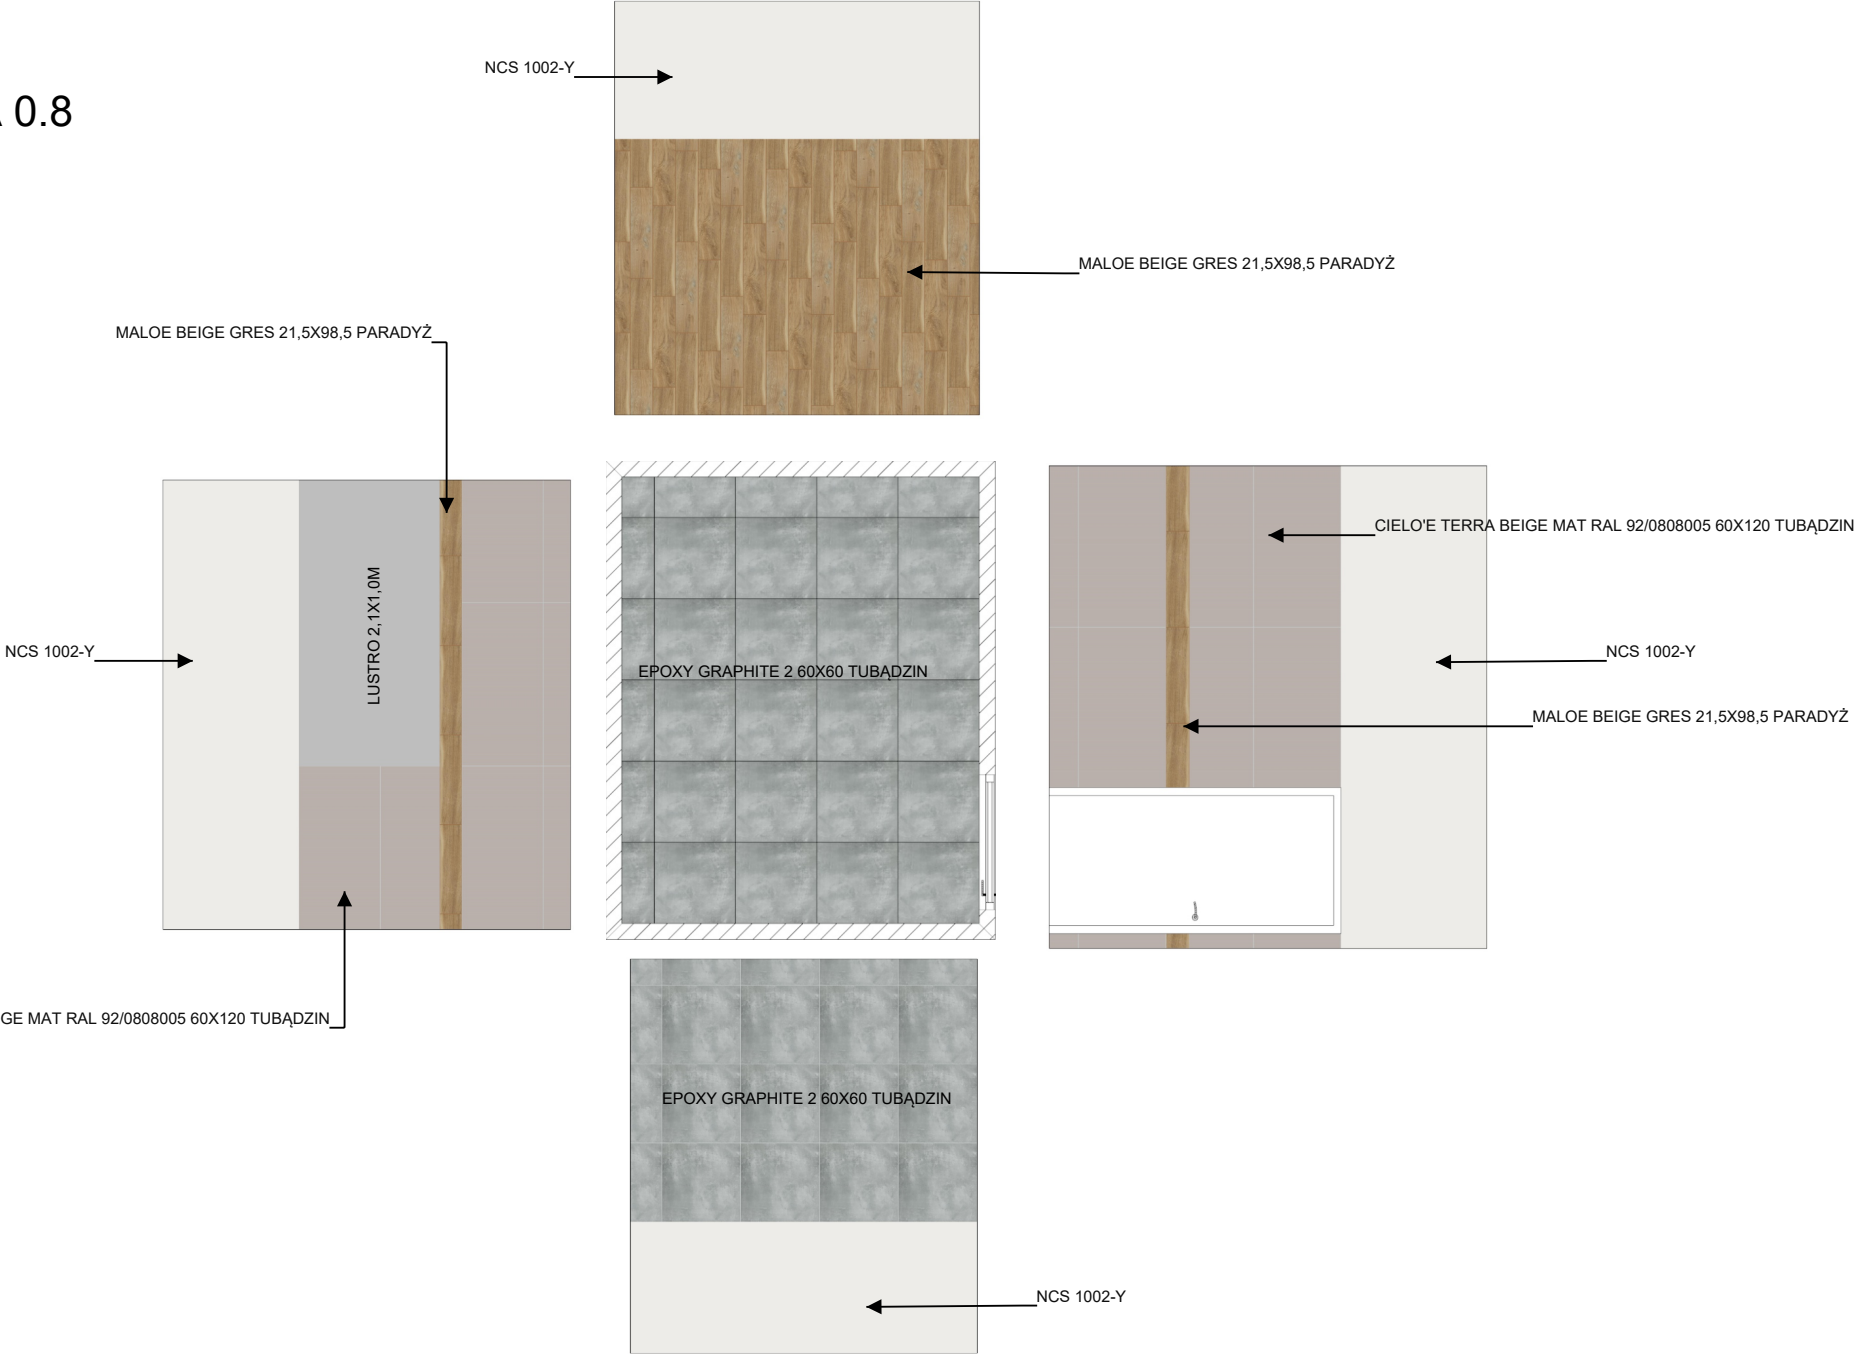 NCS 1002-Y
0.8
MALOE BEIGE GRES 21,5X98,5 PARADYŻ
MALOE BEIGE GRES 21,5X98,5 PARADYŻ
CIELO'E TERRA BEIGE MAT RAL 92/0808005 60X120 TUBĄDZIN
LUSTRO 2,1X1,0M
NCS 1002-Y
EPOXY GRAPHITE 2 60X60 TUBĄDZIN
NCS 1002-Y
MALOE BEIGE GRES 21,5X98,5 PARADYŻ
GE MAT RAL 92/0808005 60X120 TUBĄDZIN
EPOXY GRAPHITE 2 60X60 TUBĄDZIN
NCS 1002-Y